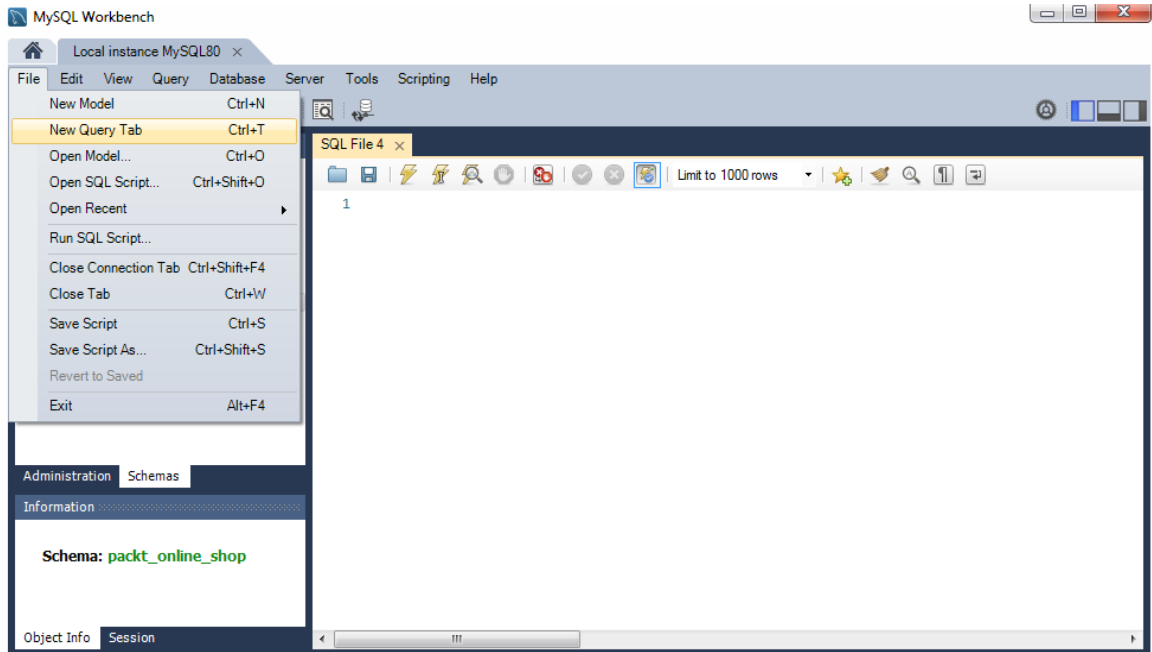 MySQL Workbench
Local instance MySQL80
File Edit View Query Database Server Tools Scripting Help
New Model Ctrl+N
New Query Tab Ctrl+T
Open Model... Ctrl+O
Open SQL Script... Ctrl+Shift+O
Open Recent
Run SQL Script...
Close Connection Tab Ctrl+Shift+F4
Close Tab Ctrl+W
Save Script Ctrl+S
Save Script As... Ctrl+Shift+S
Revert to Saved
Exit Alt+F4
SQL File 4
Limit to 1000 rows
1
Administration Schemas
Information
Schema: packt_online_shop
Object Info Session